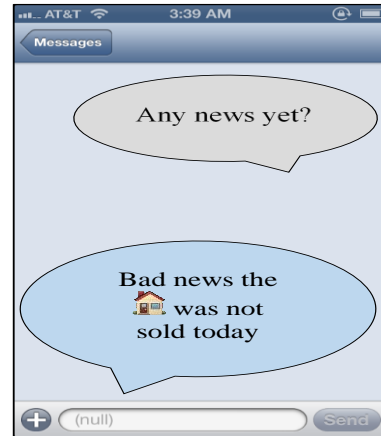 AT&T 3:39 AM
Messages
Any news yet?
Bad news the
🏠 was not
sold today
(null)
Send